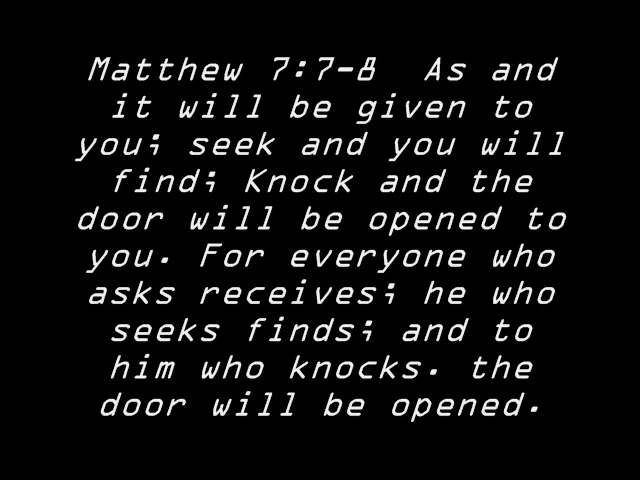 Matthew 7:7-8  As and
it will be given to
you; seek and you will
find; Knock and the
door will be opened to
you. For everyone who
asks receives; he who
seeks finds; and to
him who knocks. the
door will be opened.